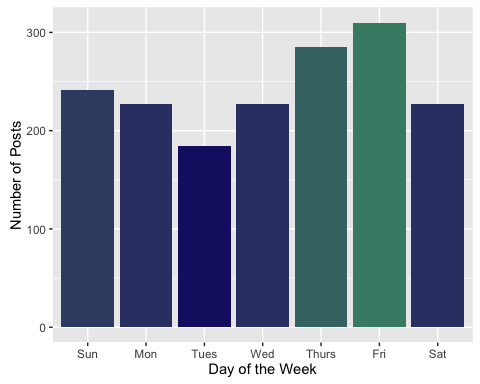 Number of Posts
300
200
100
0
Sun Mon Tues Wed Thurs Fri Sat
Day of the Week